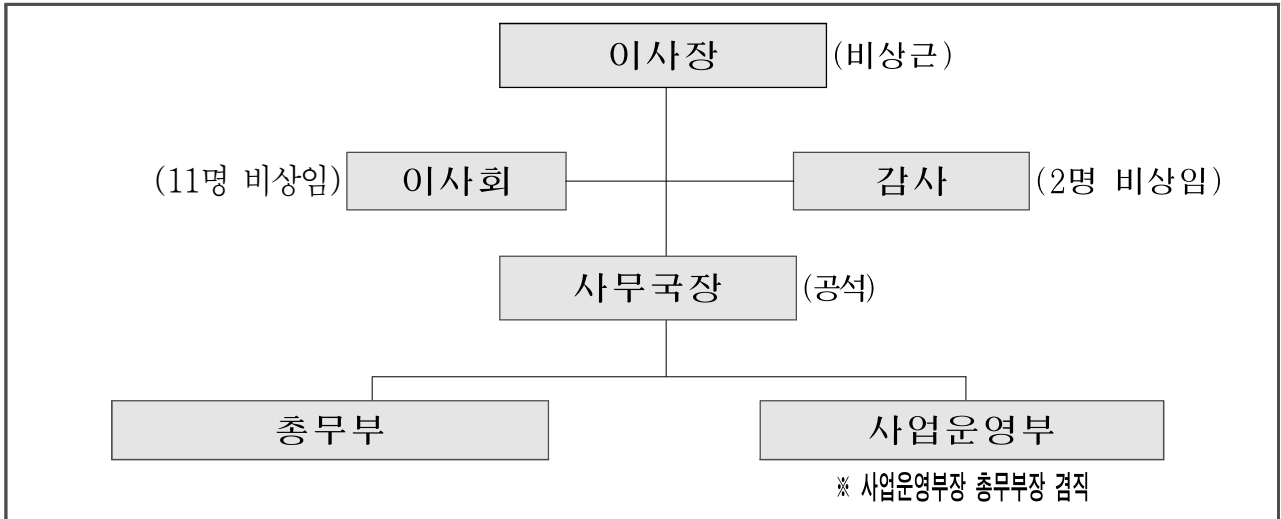 이사장 (비상근)
(11명 비상임) 이사회 감사 (2명 비상임)
사무국장 (공석)
총무부 사업운영부
※ 사업운영부장 총무부장 겸직